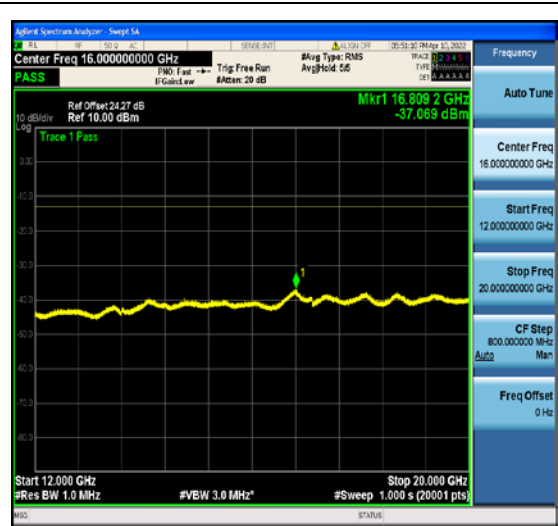 Agilent Spectrum Analyzer - Swept SA
RL RF 50 Ω AC SENSE:INT ALIGN OFF 05:51:30 PM Apr 10, 2022
Center Freq 16.000000000 GHz
PASS
PNO: Fast
IFGain:Low
Trig: Free Run
#Atten: 20 dB
#Avg Type: RMS
Avg|Hold: 5/5
TRACE 1 2 3 4 5 6
TYPE
DET A A A A A A
Frequency
Auto Tune
Center Freq
16.000000000 GHz
Start Freq
12.000000000 GHz
Stop Freq
20.000000000 GHz
CF Step
800.000000 MHz
Auto Man
Freq Offset
0 Hz
Mkr1 16.809 2 GHz
-37.069 dBm
Ref Offset 24.27 dB
10 dB/div Ref 10.00 dBm
Log
Trace 1 Pass
0.00
-10.0
-20.0
-30.0
1
-40.0
-50.0
-60.0
-70.0
-80.0
Start 12.000 GHz Stop 20.000 GHz
#Res BW 1.0 MHz #VBW 3.0 MHz* #Sweep 1.000 s (20001 pts)
MSG STATUS